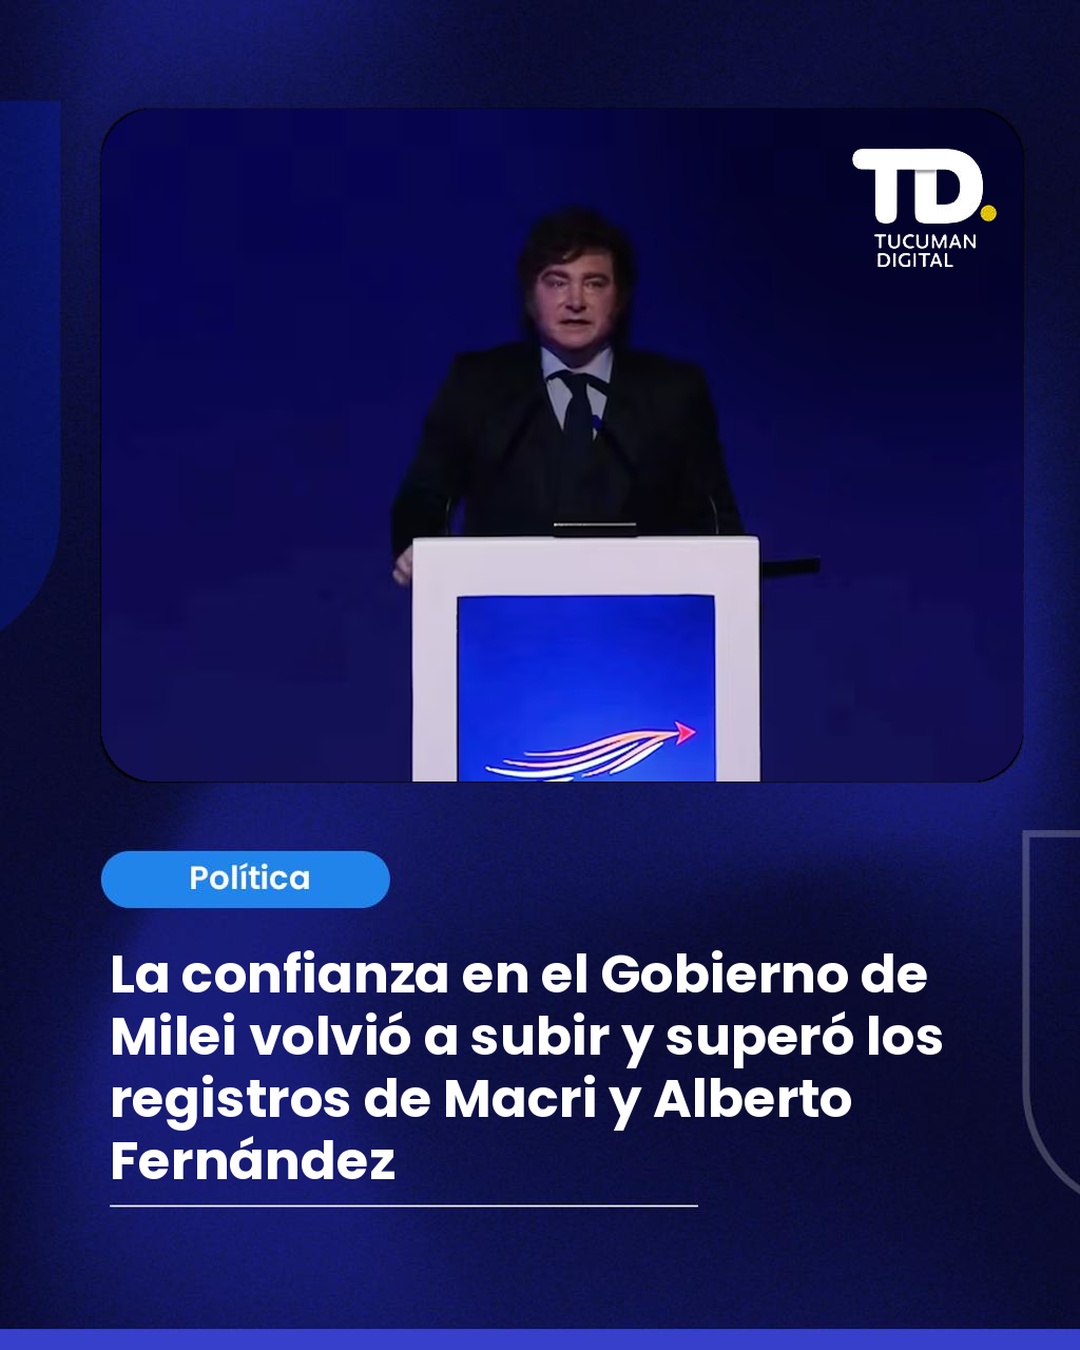 TD.
TUCUMAN
DIGITAL
Política
La confianza en el Gobierno de
Milei volvió a subir y superó los
registros de Macri y Alberto
Fernández